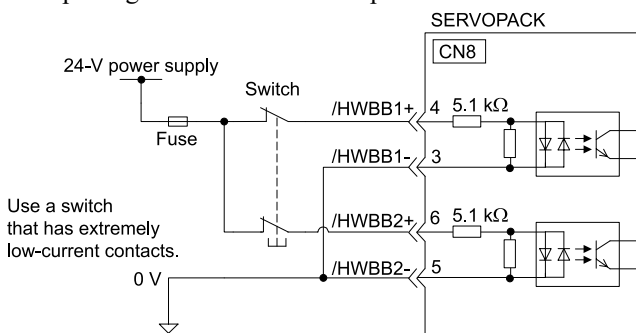 SERVOPACK
CN8
24-V power supply
Switch
Fuse
/HWBB1+ 4 5.1 kΩ
/HWBB1- 3
Use a switch
that has extremely
low-current contacts.
/HWBB2+ 6 5.1 kΩ
/HWBB2- 5
0 V